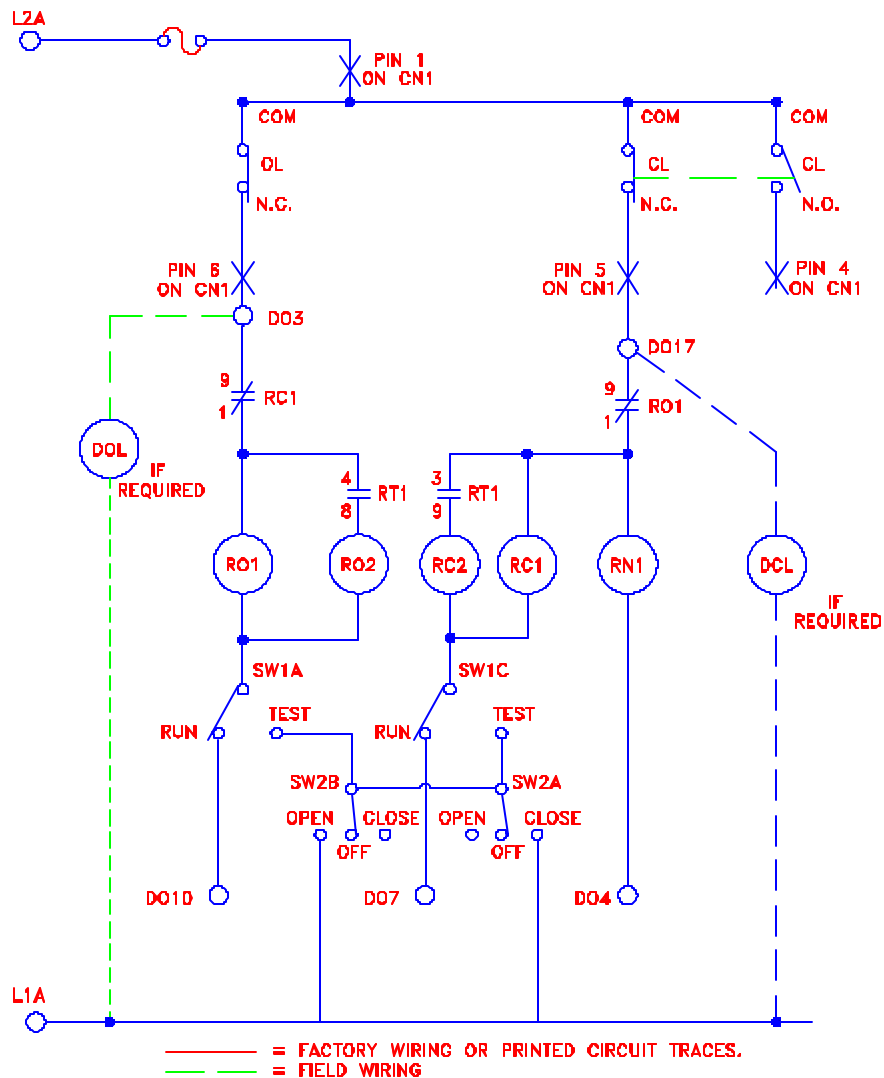 L2A
PIN 1
ON CN1
COM
COM
COM
OL
CL
CL
N.C.
N.C.
N.O.
PIN 6
ON CN1
PIN 5
ON CN1
PIN 4
ON CN1
DO3
DO17
9
RC1
1
9
RO1
1
DOL
IF
REQUIRED
4
RT1
8
3
RT1
9
RO1
RO2
RC2
RC1
RN1
DCL
IF
REQUIRED
SW1A
SW1C
RUN
TEST
RUN
TEST
SW2B
SW2A
OPEN
CLOSE
OPEN
CLOSE
OFF
OFF
DO10
DO7
DO4
L1A
= FACTORY WIRING OR PRINTED CIRCUIT TRACES.
= FIELD WIRING